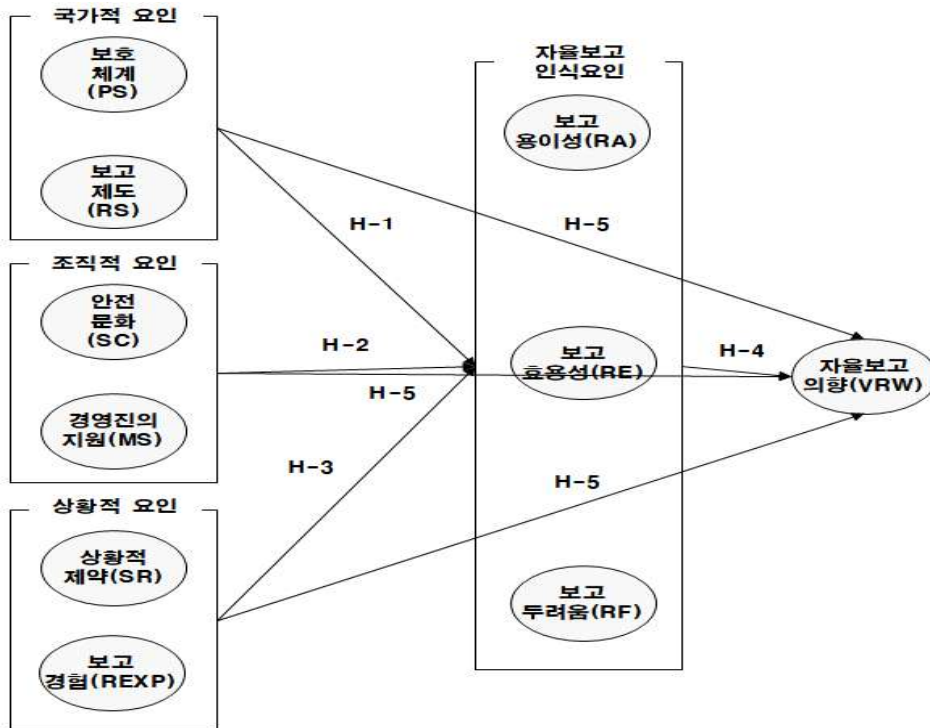 국가적 요인
보호
체계
(PS)
보고
제도
(RS)
조직적 요인
안전
문화
(SC)
경영진의
지원(MS)
상황적 요인
상황적
제약(SR)
보고
경험(REXP)
H-1
H-2
H-5
H-3
자율보고
인식요인
보고
용이성(RA)
보고
효용성(RE)
보고
두려움(RF)
H-5
H-4
H-5
자율보고
의향(VRW)